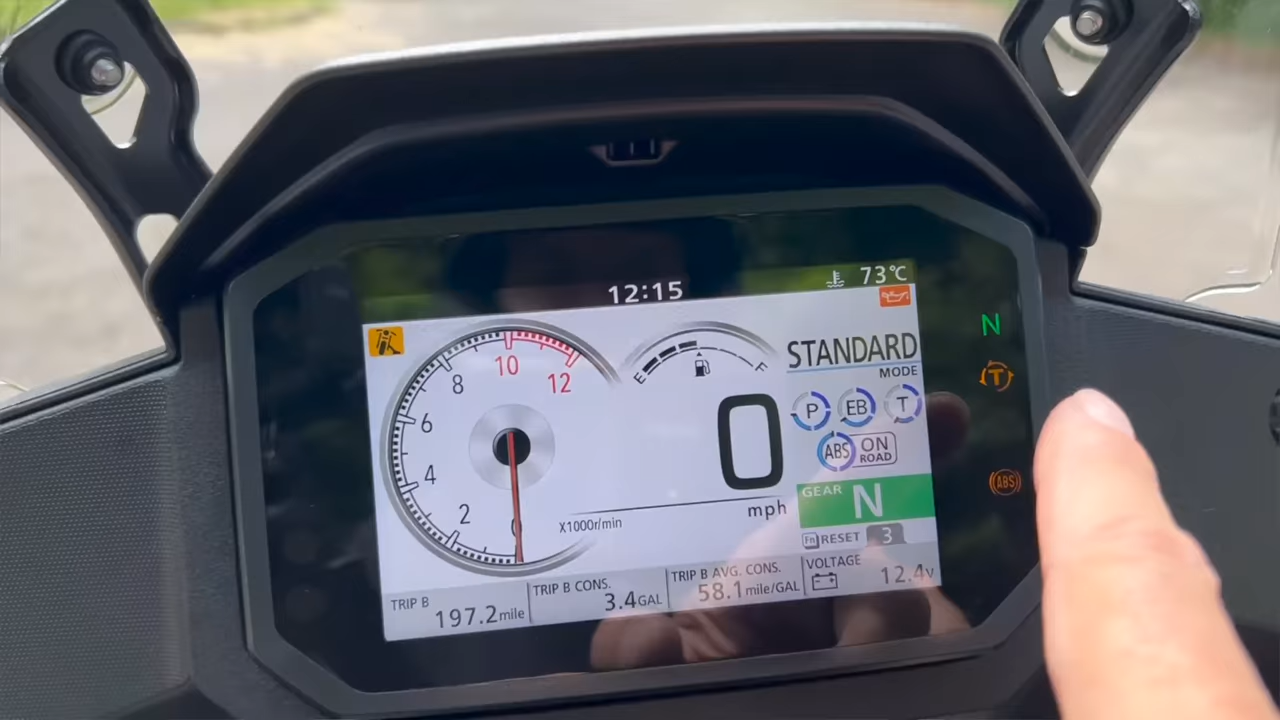 12:15
73℃
STANDARD
MODE
E
F
10
12
8
6
4
2
0
X1000r/min
0
mph
P
EB
T
ABS
ON
ROAD
GEAR
N
Fn RESET 3
TRIP B
197.2mile
TRIP B CONS.
3.4GAL
TRIP B AVG. CONS.
58.1mile/GAL
VOLTAGE
12.4v
N
T
ABS